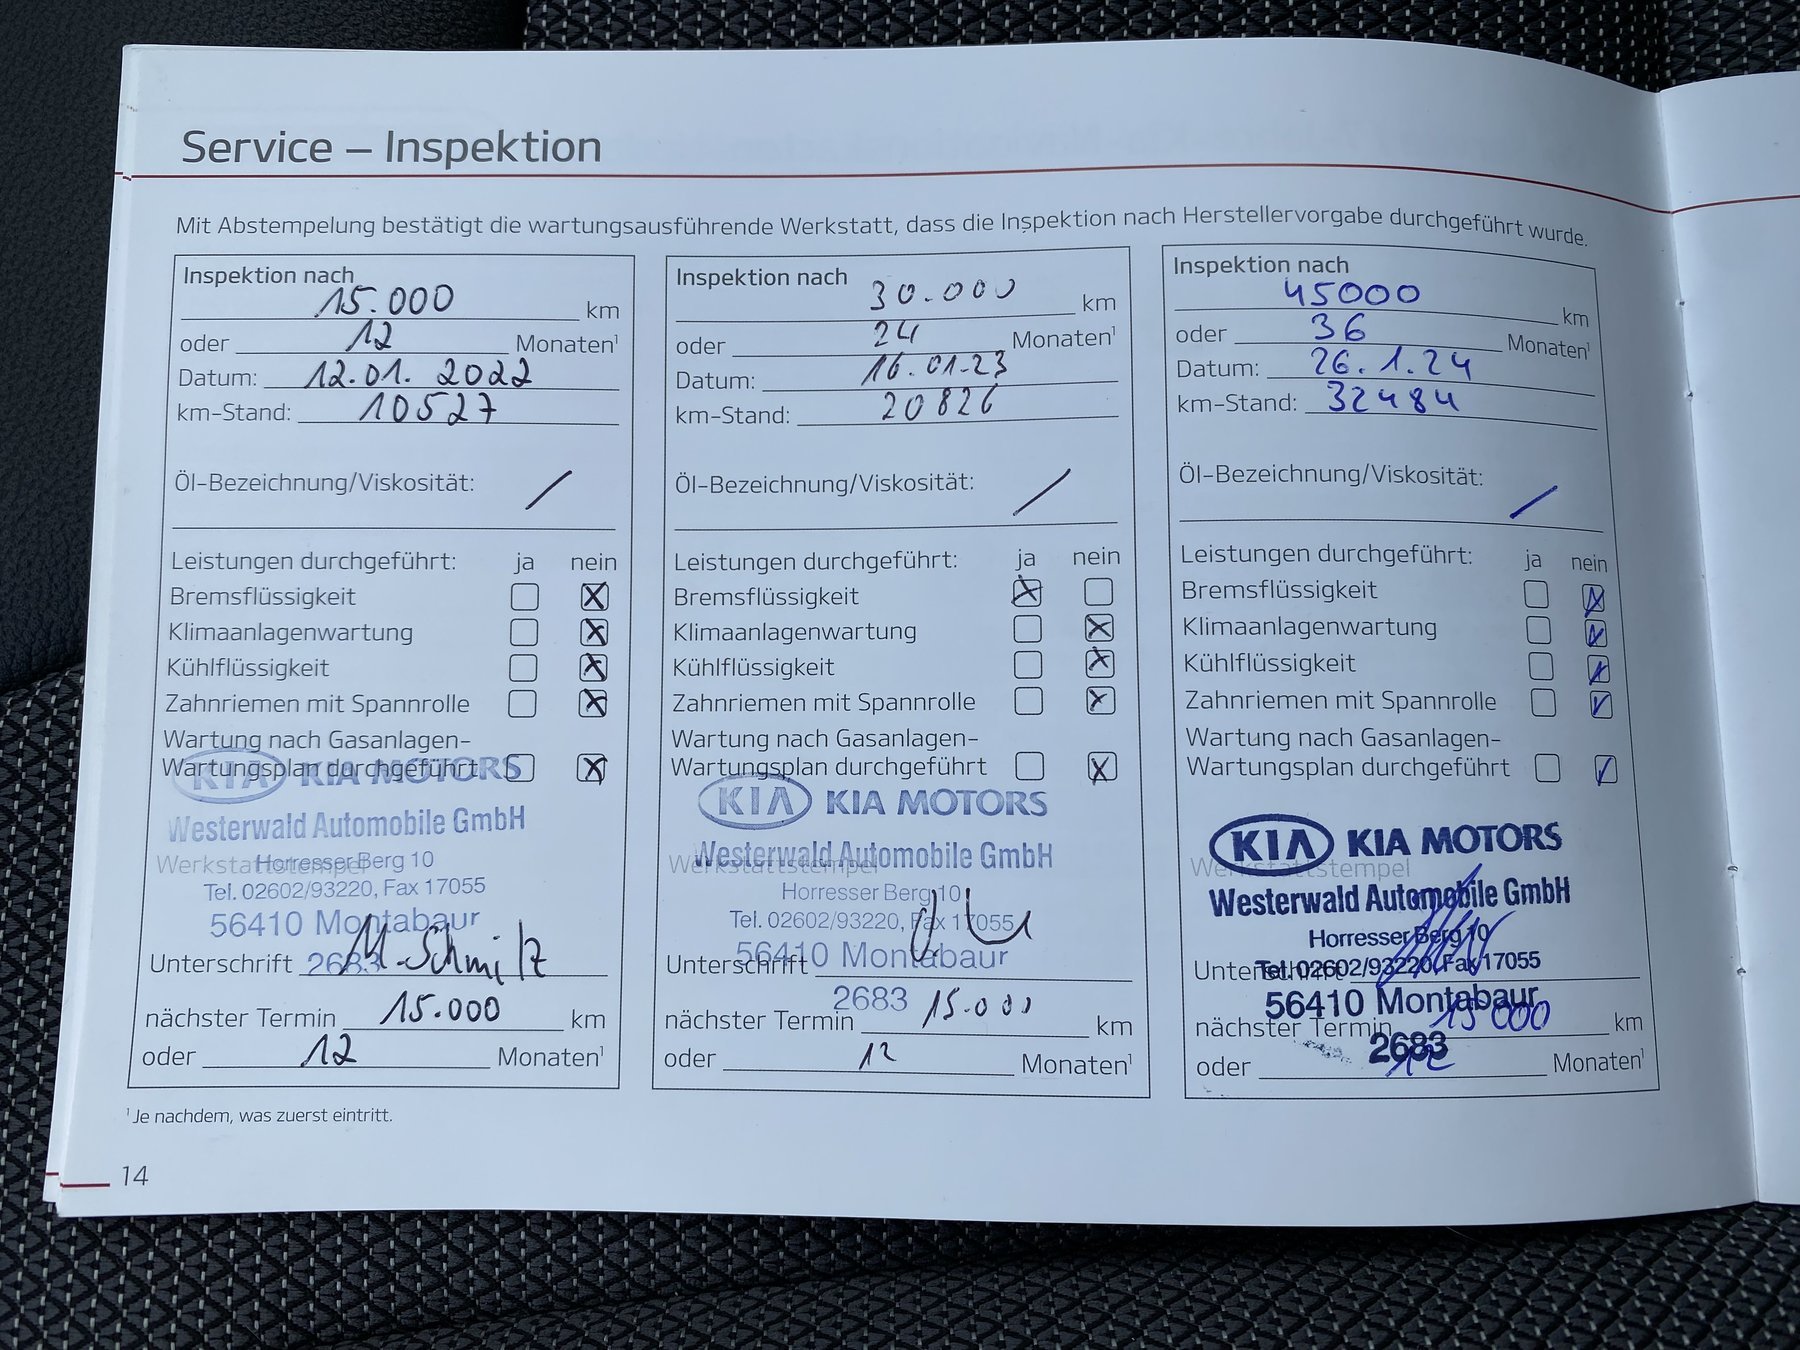 Service – Inspektion
Mit Abstempelung bestätigt die wartungsausführende Werkstatt, dass die Inspektion nach Herstellervorgabe durchgeführt wurde.
Inspektion nach
15.000 km
oder 12 Monaten¹
Datum: 12.01.2022
km-Stand: 10527
Öl-Bezeichnung/Viskosität: /
Leistungen durchgeführt: ja nein
Bremsflüssigkeit
Klimaanlagenwartung
Kühlflüssigkeit
Zahnriemen mit Spannrolle
Wartung nach Gasanlagen-
Wartungsplan durchgeführt
KIA KIA MOTORS
Westerwald Automobile GmbH
Werkstattstempel
Horresser Berg 10
Tel. 02602/93220, Fax 17055
56410 Montabaur
2683
Unterschrift M. Schmitz
nächster Termin 15.000 km
oder 12 Monaten¹
Inspektion nach
30.000 km
oder 24 Monaten¹
Datum: 16.01.23
km-Stand: 20826
Öl-Bezeichnung/Viskosität: /
Leistungen durchgeführt: ja nein
Bremsflüssigkeit
Klimaanlagenwartung
Kühlflüssigkeit
Zahnriemen mit Spannrolle
Wartung nach Gasanlagen-
Wartungsplan durchgeführt
KIA KIA MOTORS
Westerwald Automobile GmbH
Werkstattstempel
Horresser Berg 10
Tel. 02602/93220, Fax 17055
56410 Montabaur
Unterschrift
2683
nächster Termin 15.000 km
oder 12 Monaten¹
Inspektion nach
45000 km
oder 36 Monaten¹
Datum: 26.1.24
km-Stand: 32484
Öl-Bezeichnung/Viskosität: /
Leistungen durchgeführt: ja nein
Bremsflüssigkeit
Klimaanlagenwartung
Kühlflüssigkeit
Zahnriemen mit Spannrolle
Wartung nach Gasanlagen-
Wartungsplan durchgeführt
KIA KIA MOTORS
Werkstattstempel
Westerwald Automobile GmbH
Horresser Berg 10
Tel. 02602/93220, Fax 17055
Unterschrift
56410 Montabaur
nächster Termin 15000 km
2683
oder 12 Monaten¹
¹ Je nachdem, was zuerst eintritt.
14